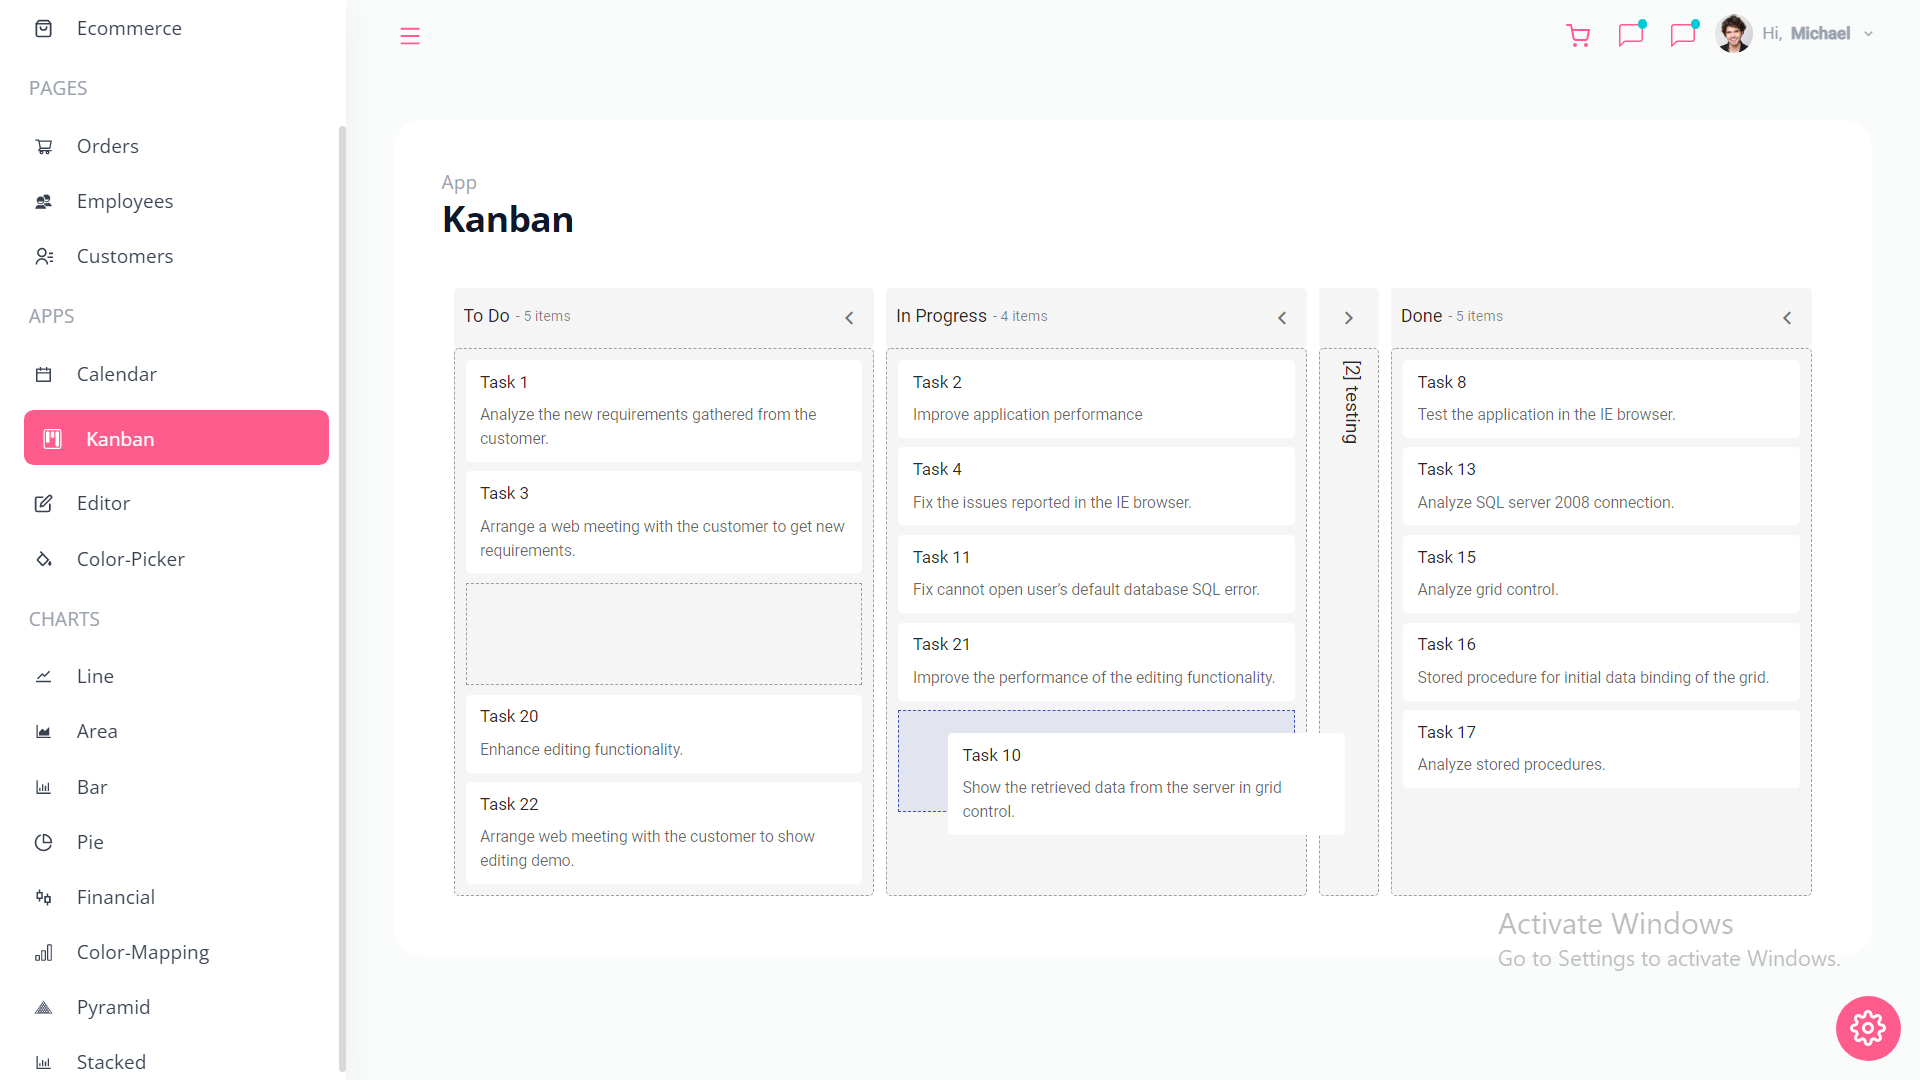 Ecommerce
PAGES
Orders
Employees
Customers
APPS
Calendar
Kanban
Editor
Color-Picker
CHARTS
Line
Area
Bar
Pie
Financial
Color-Mapping
Pyramid
Stacked
Hi, Michael
App
Kanban
To Do - 5 items
Task 1
Analyze the new requirements gathered from the
customer.
Task 3
Arrange a web meeting with the customer to get new
requirements.
Task 20
Enhance editing functionality.
Task 22
Arrange web meeting with the customer to show
editing demo.
In Progress - 4 items
Task 2
Improve application performance
Task 4
Fix the issues reported in the IE browser.
Task 11
Fix cannot open user’s default database SQL error.
Task 21
Improve the performance of the editing functionality.
Task 10
Show the retrieved data from the server in grid
control.
[2] testing
Done - 5 items
Task 8
Test the application in the IE browser.
Task 13
Analyze SQL server 2008 connection.
Task 15
Analyze grid control.
Task 16
Stored procedure for initial data binding of the grid.
Task 17
Analyze stored procedures.
Activate Windows
Go to Settings to activate Windows.